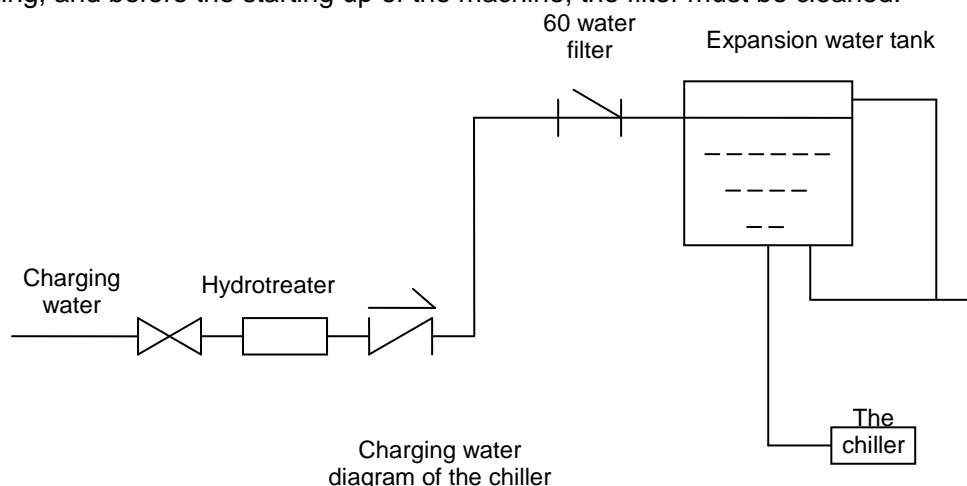 ing, and before the starting up of the machine, the filter must be cleaned.
60 water
filter
Expansion water tank
Charging
water
Hydrotreater
The
chiller
Charging water
diagram of the chiller